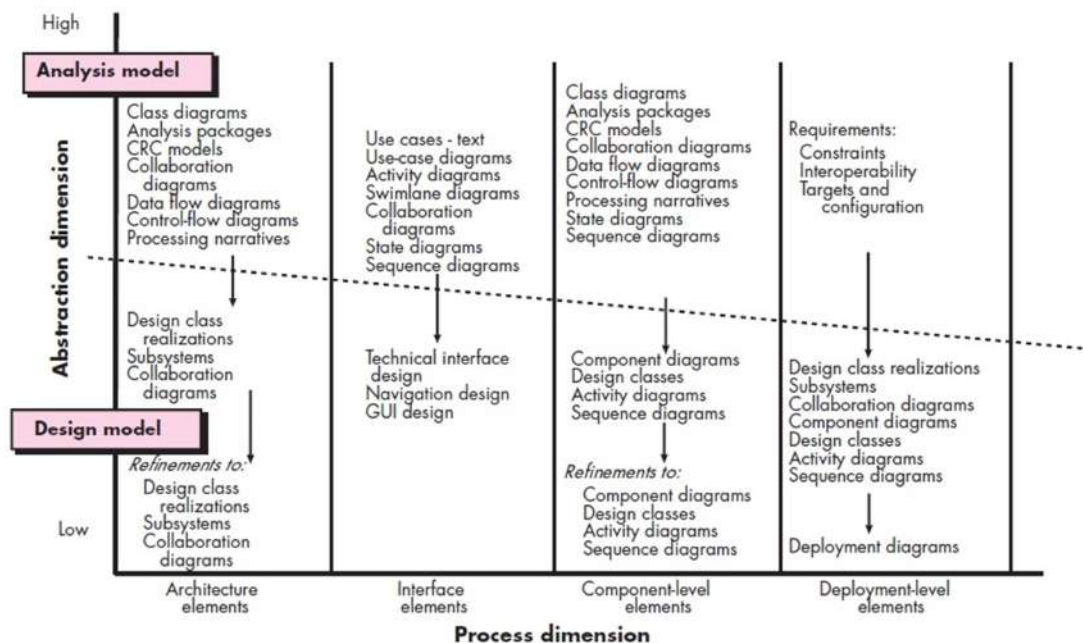 High
Analysis model
Abstraction dimension
Design model
Low
Class diagrams
Analysis packages
CRC models
Collaboration
diagrams
Data flow diagrams
Control-flow diagrams
Processing narratives
Design class
realizations
Subsystems
Collaboration
diagrams
Refinements to:
Design class
realizations
Subsystems
Collaboration
diagrams
Use cases - text
Use-case diagrams
Activity diagrams
Swimlane diagrams
Collaboration
diagrams
State diagrams
Sequence diagrams
Technical interface
design
Navigation design
GUI design
Class diagrams
Analysis packages
CRC models
Collaboration diagrams
Data flow diagrams
Control-flow diagrams
Processing narratives
State diagrams
Sequence diagrams
Component diagrams
Design classes
Activity diagrams
Sequence diagrams
Refinements to:
Component diagrams
Design classes
Activity diagrams
Sequence diagrams
Requirements:
Constraints
Interoperability
Targets and
configuration
Design class realizations
Subsystems
Collaboration diagrams
Component diagrams
Design classes
Activity diagrams
Sequence diagrams
Deployment diagrams
Architecture
elements
Interface
elements
Component-level
elements
Deployment-level
elements
Process dimension